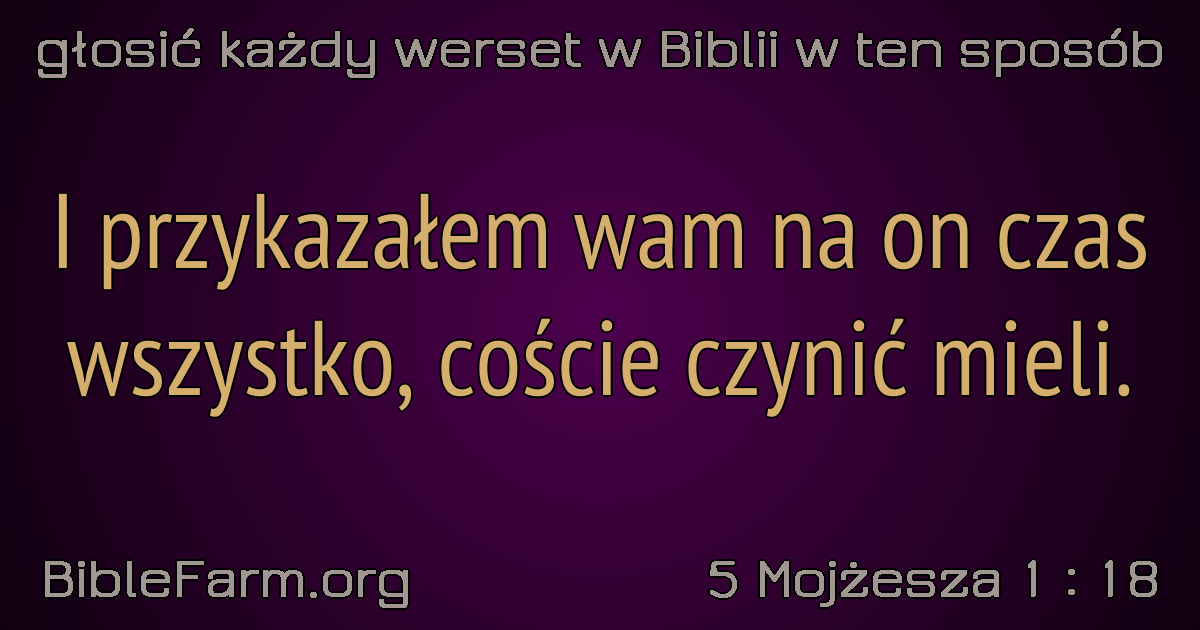 głosić każdy werset w Biblii w ten sposób
I przykazałem wam na on czas
wszystko, coście czynić mieli.
BibleFarm.org
5 Mojżesza 1 : 18